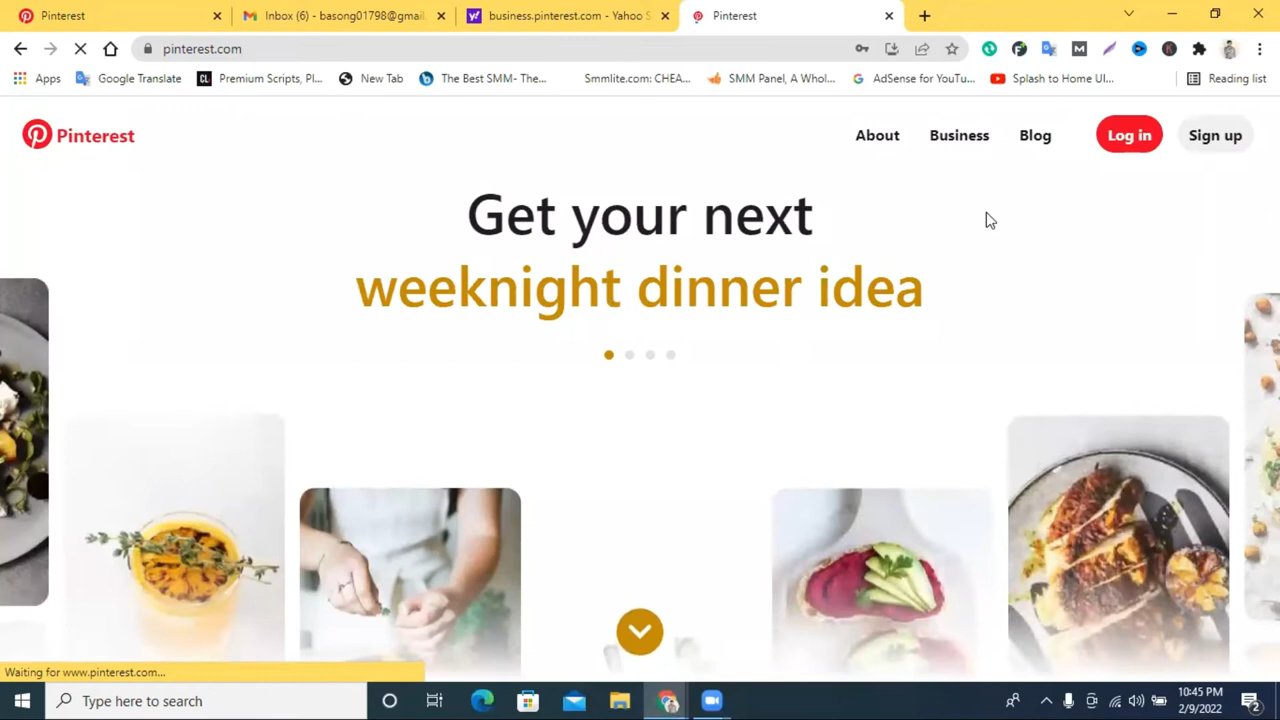 Pinterest
Inbox (6) - basong01798@gmail.
business.pinterest.com - Yahoo S
Pinterest
pinterest.com
Apps
Google Translate
Premium Scripts, Pl...
New Tab
The Best SMM- The...
Smmlite.com: CHEA...
SMM Panel, A Whol...
AdSense for YouTu...
Splash to Home UI...
Reading list
Pinterest
About
Business
Blog
Log in
Sign up
Get your next
weeknight dinner idea
Waiting for www.pinterest.com...
Type here to search
10:45 PM
2/9/2022
2